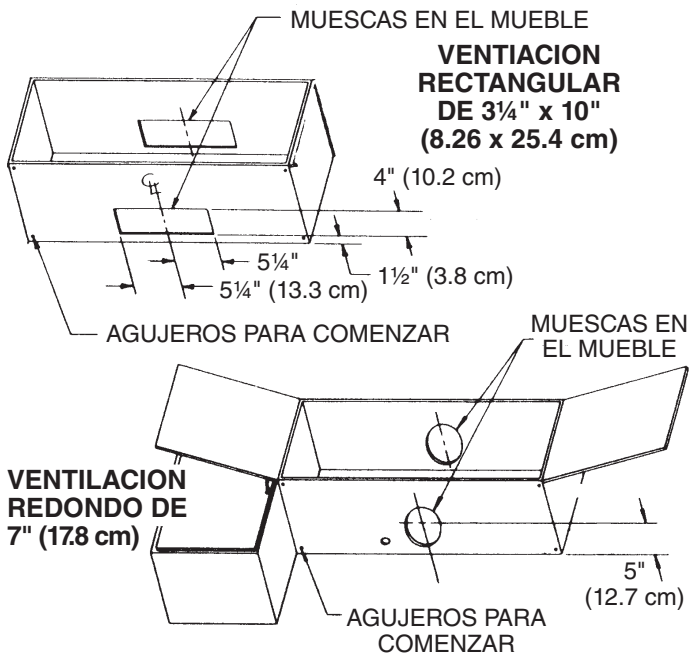 MUESCAS EN EL MUEBLE
VENTIACION
RECTANGULAR
DE 3¼" x 10"
(8.26 x 25.4 cm)
4" (10.2 cm)
℄
5¼"
1½" (3.8 cm)
5¼" (13.3 cm)
AGUJEROS PARA COMENZAR
MUESCAS EN
EL MUEBLE
VENTILACION
REDONDO DE
7" (17.8 cm)
5"
(12.7 cm)
AGUJEROS PARA
COMENZAR